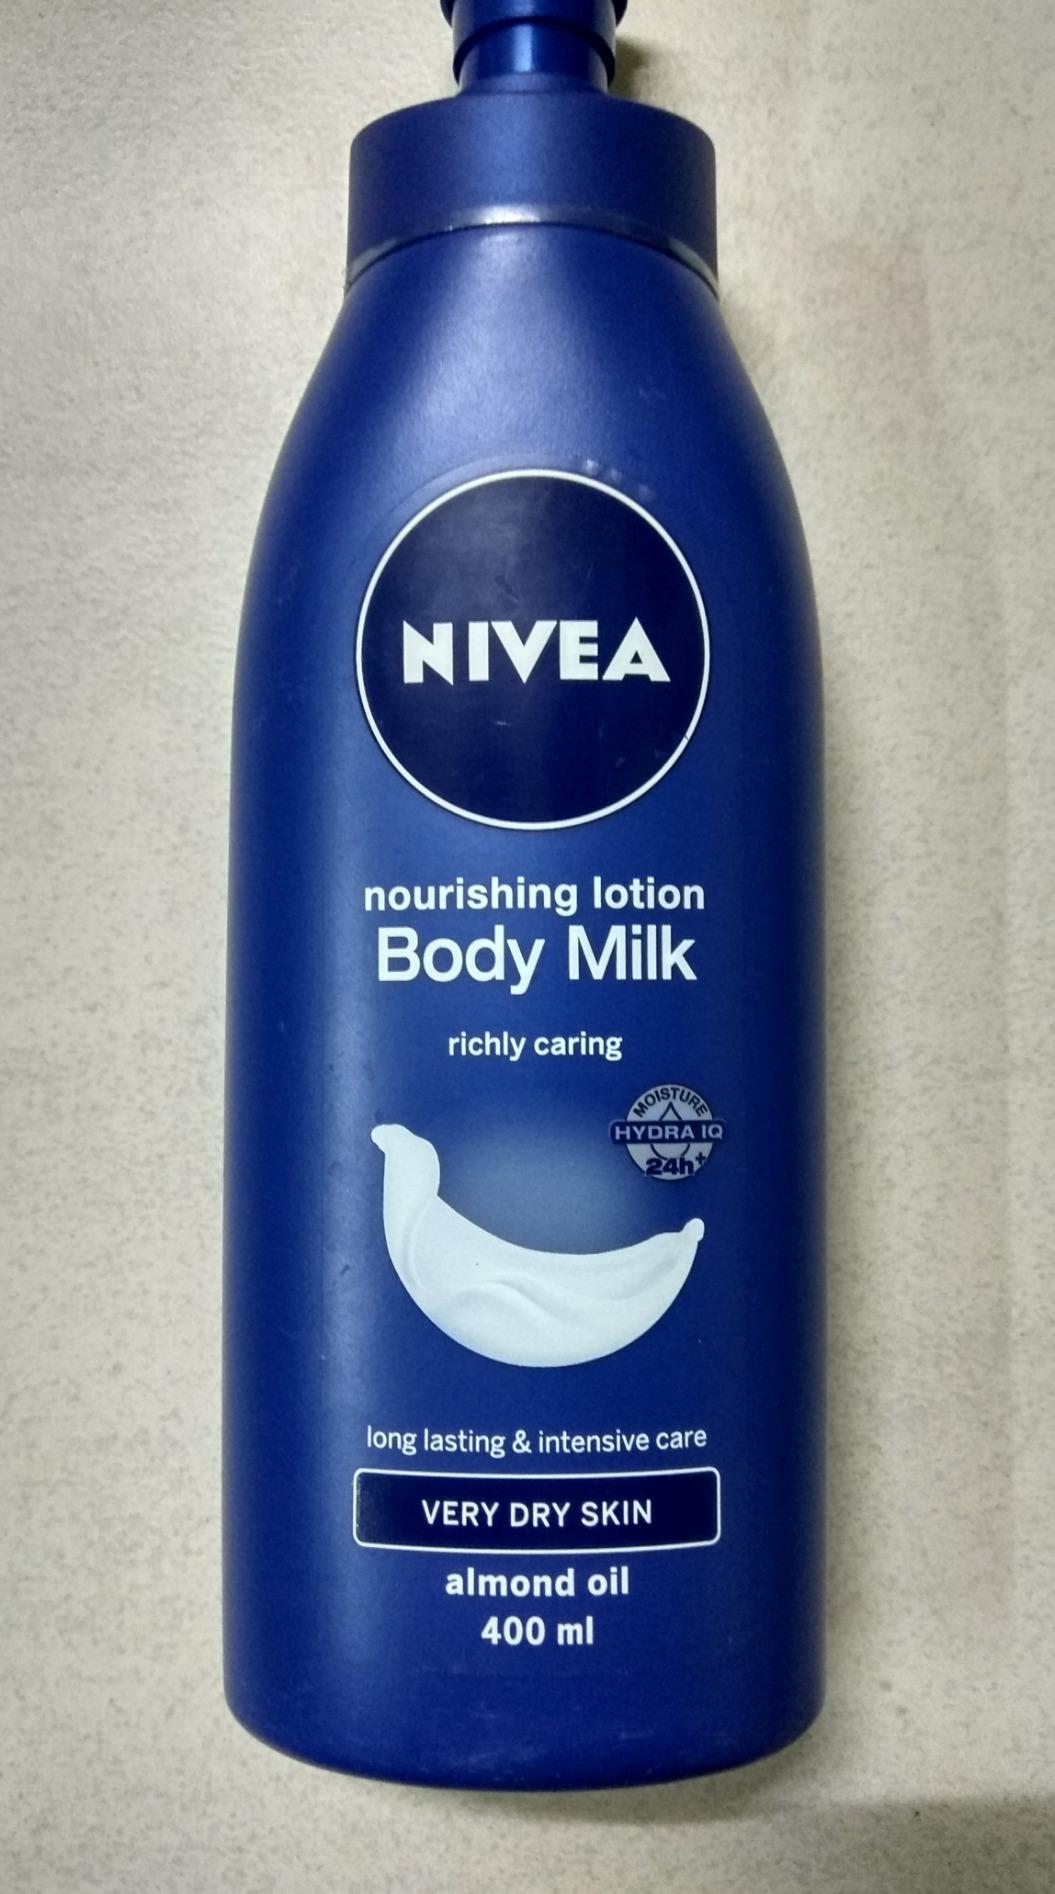 NIVEA
nourishing lotion
Body Milk
richly caring
MOISTURE
HYDRA IQ
24h+
long lasting & intensive care
VERY DRY SKIN
almond oil
400 ml